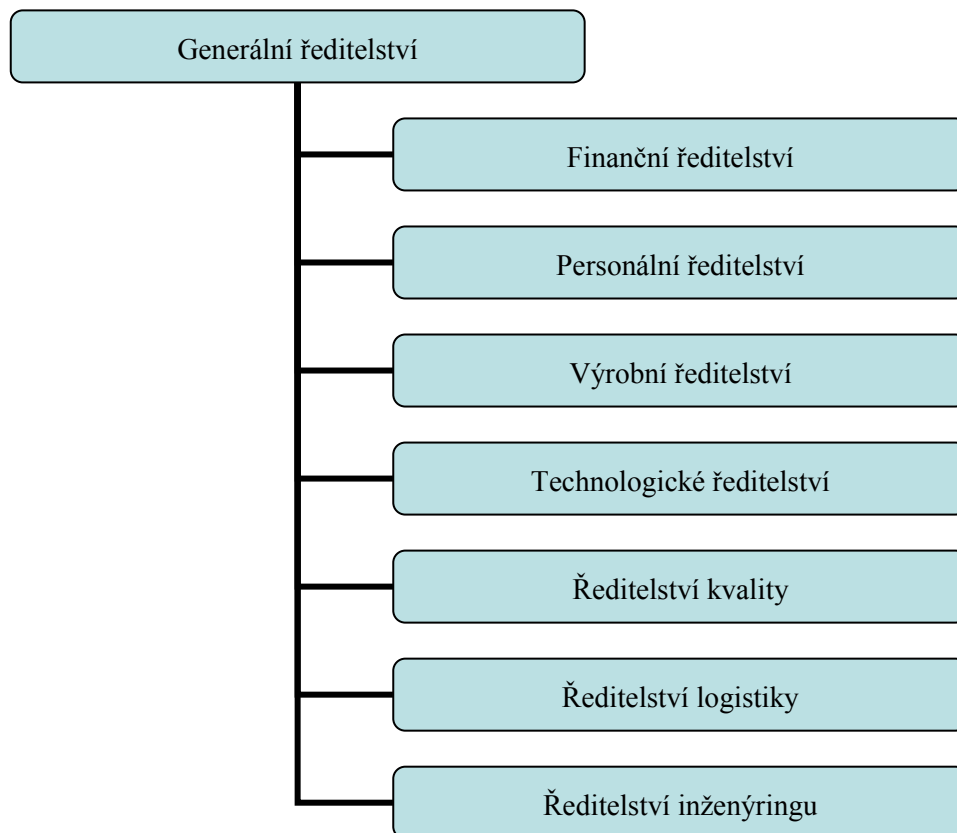 Generální ředitelství
Finanční ředitelství
Personální ředitelství
Výrobní ředitelství
Technologické ředitelství
Ředitelství kvality
Ředitelství logistiky
Ředitelství inženýringu